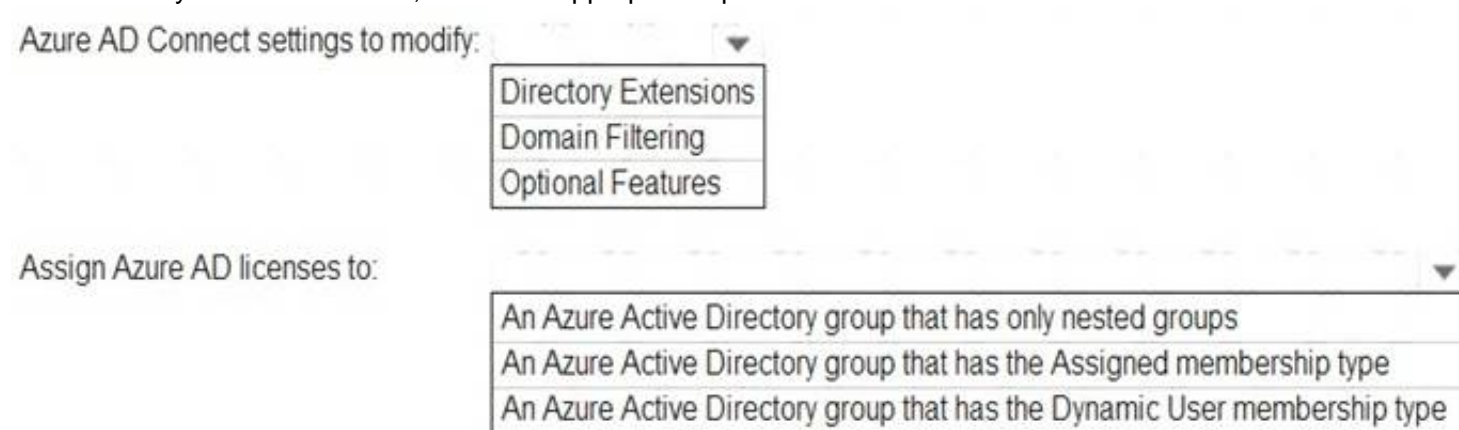 Azure AD Connect settings to modify:
Directory Extensions
Domain Filtering
Optional Features
Assign Azure AD licenses to:
An Azure Active Directory group that has only nested groups
An Azure Active Directory group that has the Assigned membership type
An Azure Active Directory group that has the Dynamic User membership type